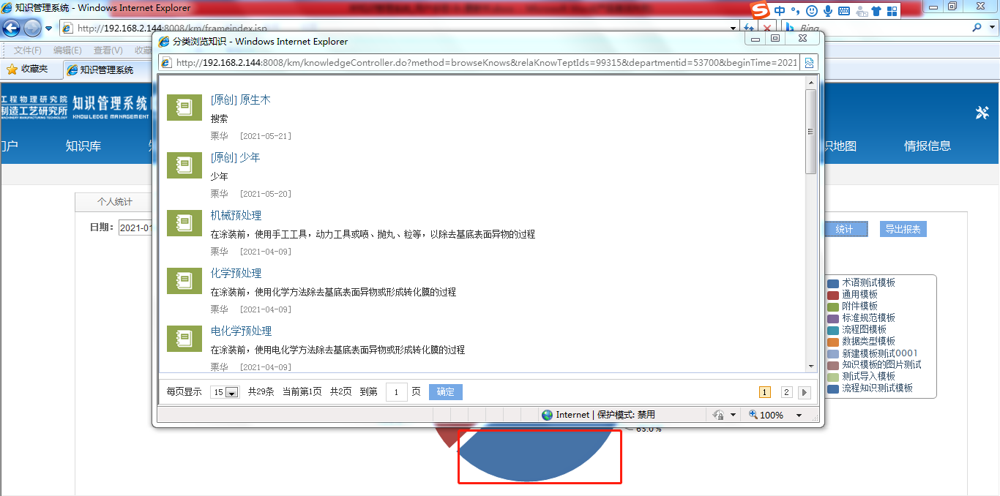 知识管理系统 - Windows Internet Explorer
中
http://192.168.2.144:8008/km/frameindex.jsp
Bing
文件(F) 编辑(E) 查看(V) 收藏
收藏夹
知识管理系统
工程物理研究院
制造工艺研究所
MACHINERY MANUFACTURING TECHNOLOGY
知识管理系统
KNOWLEDGE MANAGEMENT
门户 知识库
识地图 情报信息
个人统计
日期: 2021-01
统计 导出报表
分类浏览知识 - Windows Internet Explorer
http://192.168.2.144:8008/km/knowledgeController.do?method=browseKnows&relaKnowTeptIds=99315&departmentid=53700&beginTime=2021
[原创] 原生木
搜索
栗华 [2021-05-21]
[原创] 少年
少年
栗华 [2021-05-20]
机械预处理
在涂装前，使用手工工具，动力工具或喷、抛丸、粒等，以除去基底表面异物的过程
栗华 [2021-04-09]
化学预处理
在涂装前，使用化学方法除去基底表面异物或形成转化膜的过程
栗华 [2021-04-09]
电化学预处理
在涂装前，使用电化学方法除去基底表面异物或形成转化膜的过程
栗华 [2021-04-09]
每页显示 15 共29条 当前第1页 共2页 到第 1 页 确定 1 2
Internet | 保护模式: 禁用 100%
术语测试模板
通用模板
附件模板
标准规范模板
流程图模板
数据类型模板
新建模板测试0001
知识模板的图片测试
测试导入模板
流程知识测试模板
63.0%